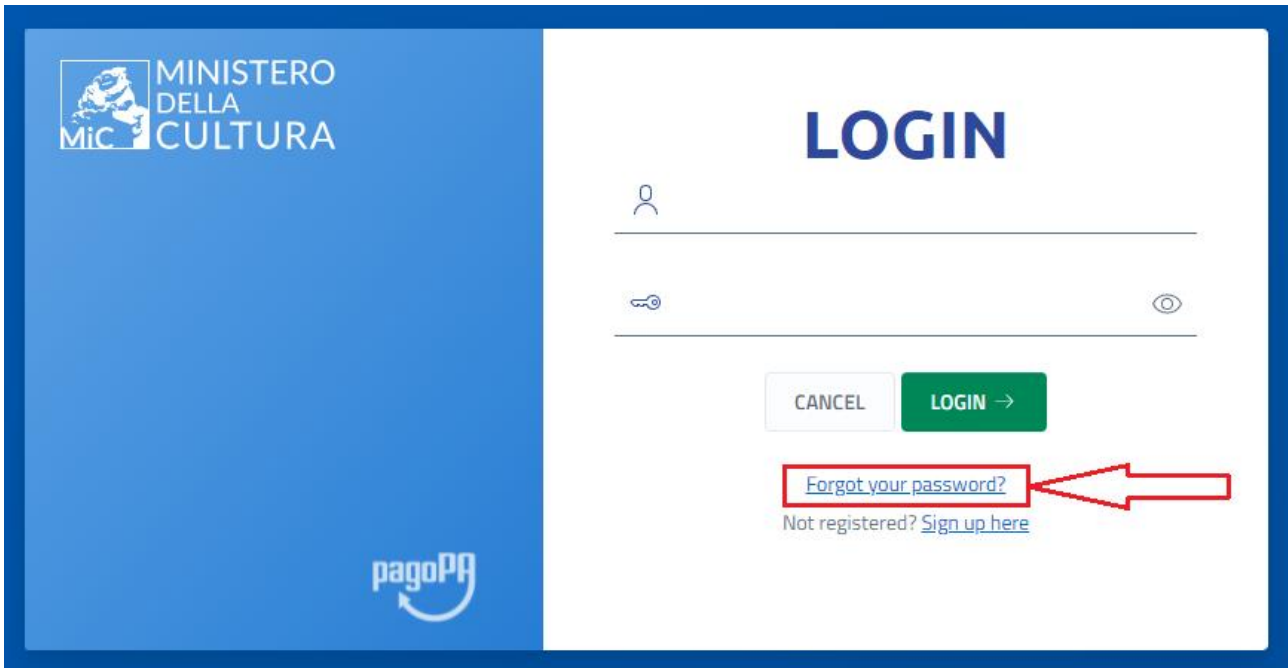 MINISTERO
DELLA
CULTURA
MiC
LOGIN
CANCEL
LOGIN →
Forgot your password?
Not registered? Sign up here
pagoPA